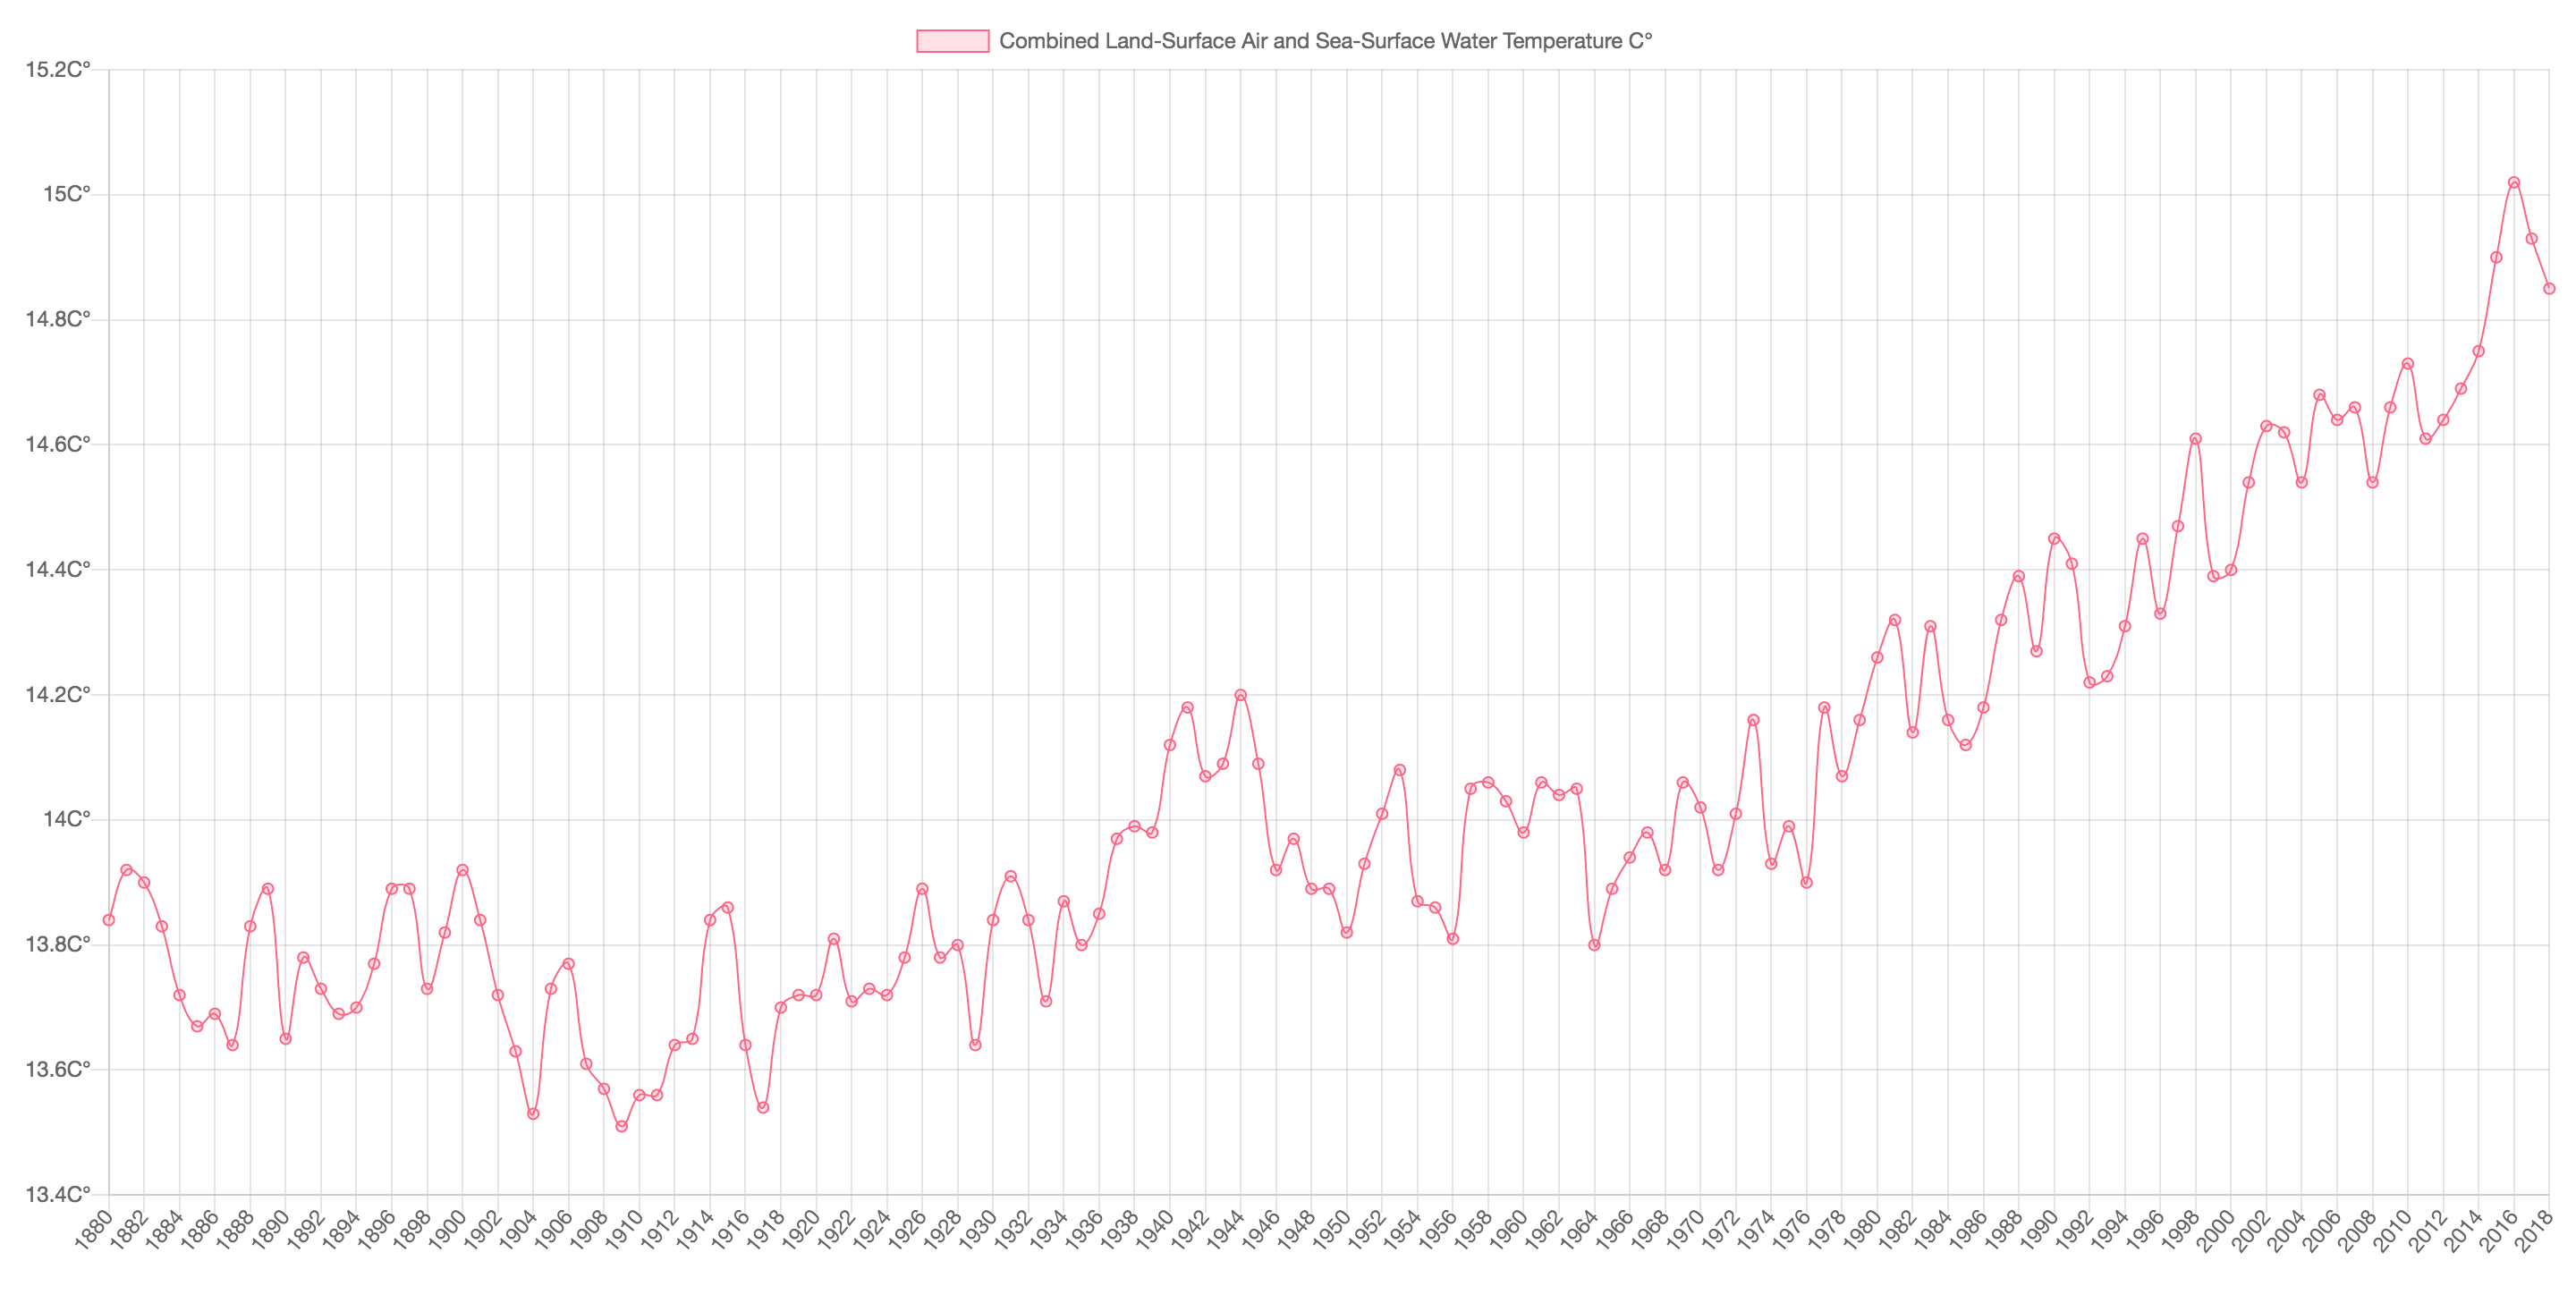 Combined Land-Surface Air and Sea-Surface Water Temperature C°
15.2C°
15C°
14.8C°
14.6C°
14.4C°
14.2C°
14C°
13.8C°
13.6C°
13.4C°
1880 1882 1884 1886 1888 1890 1892 1894 1896 1898 1900 1902 1904 1906 1908 1910 1912 1914 1916 1918 1920 1922 1924 1926 1928 1930 1932 1934 1936 1938 1940 1942 1944 1946 1948 1950 1952 1954 1956 1958 1960 1962 1964 1966 1968 1970 1972 1974 1976 1978 1980 1982 1984 1986 1988 1990 1992 1994 1996 1998 2000 2002 2004 2006 2008 2010 2012 2014 2016 2018